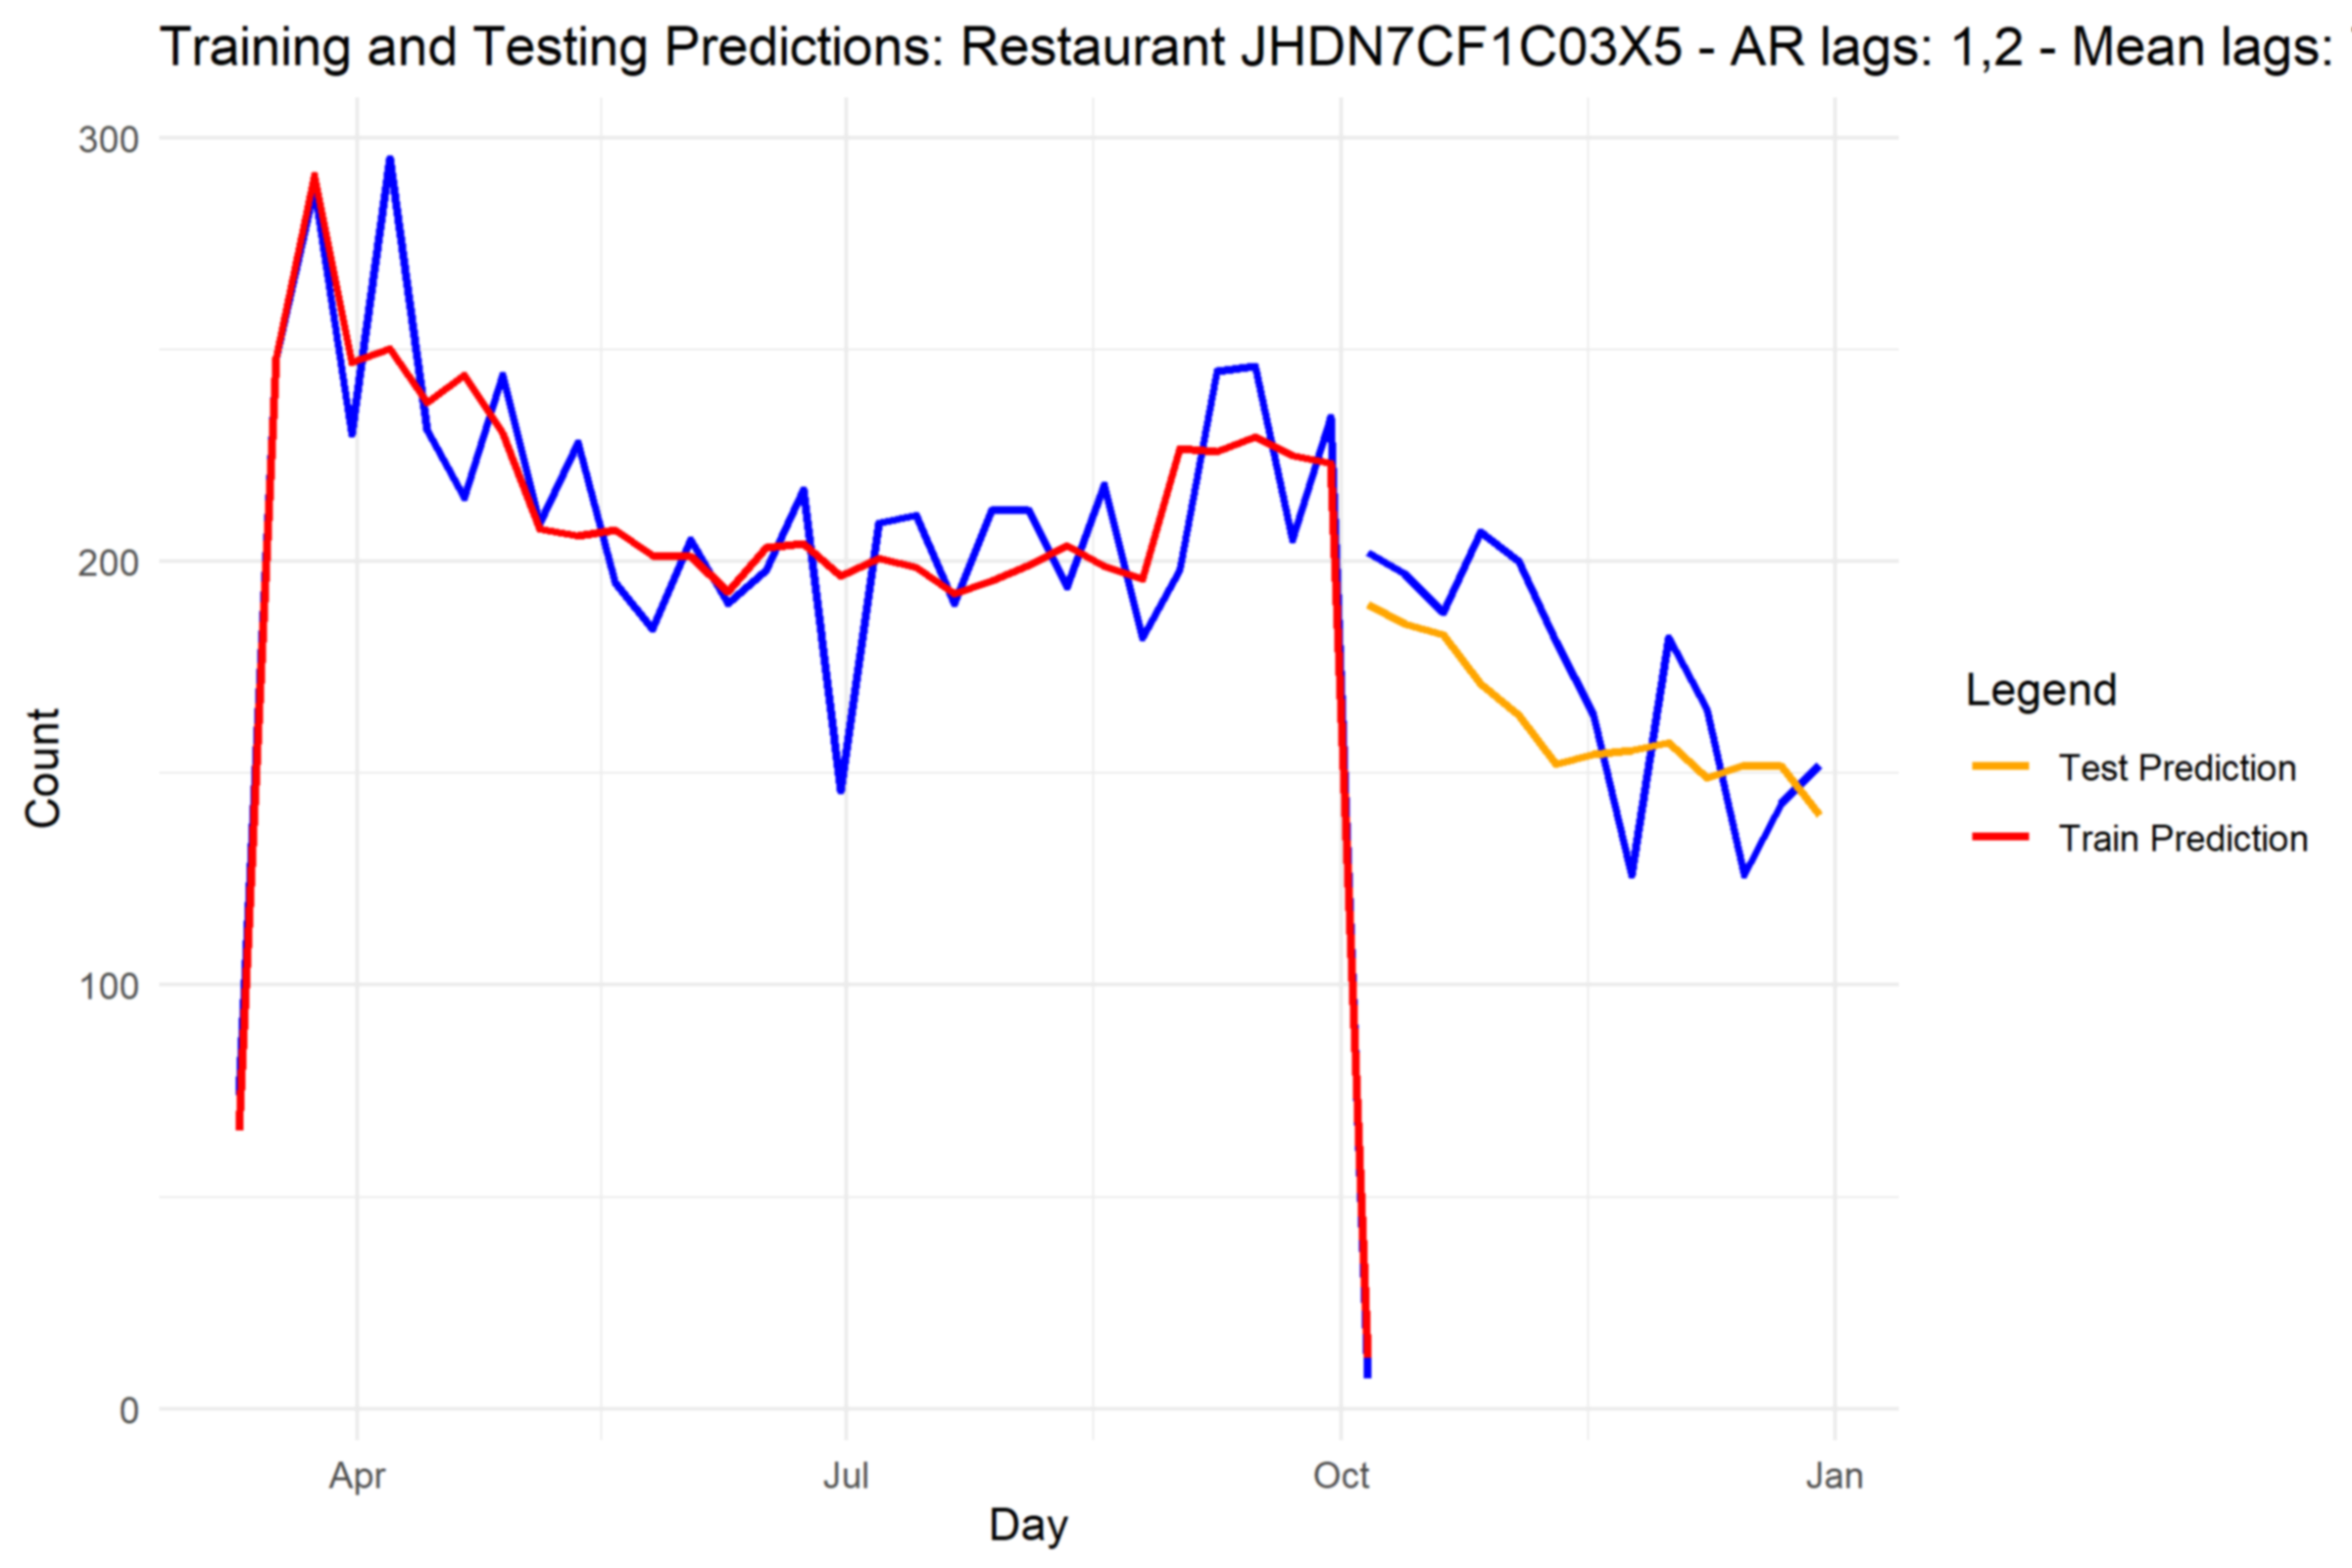 Training and Testing Predictions: Restaurant JHDN7CF1C03X5 - AR lags: 1,2 - Mean lags:
300
200
100
0
Count
Apr
Jul
Oct
Jan
Day
Legend
Test Prediction
Train Prediction